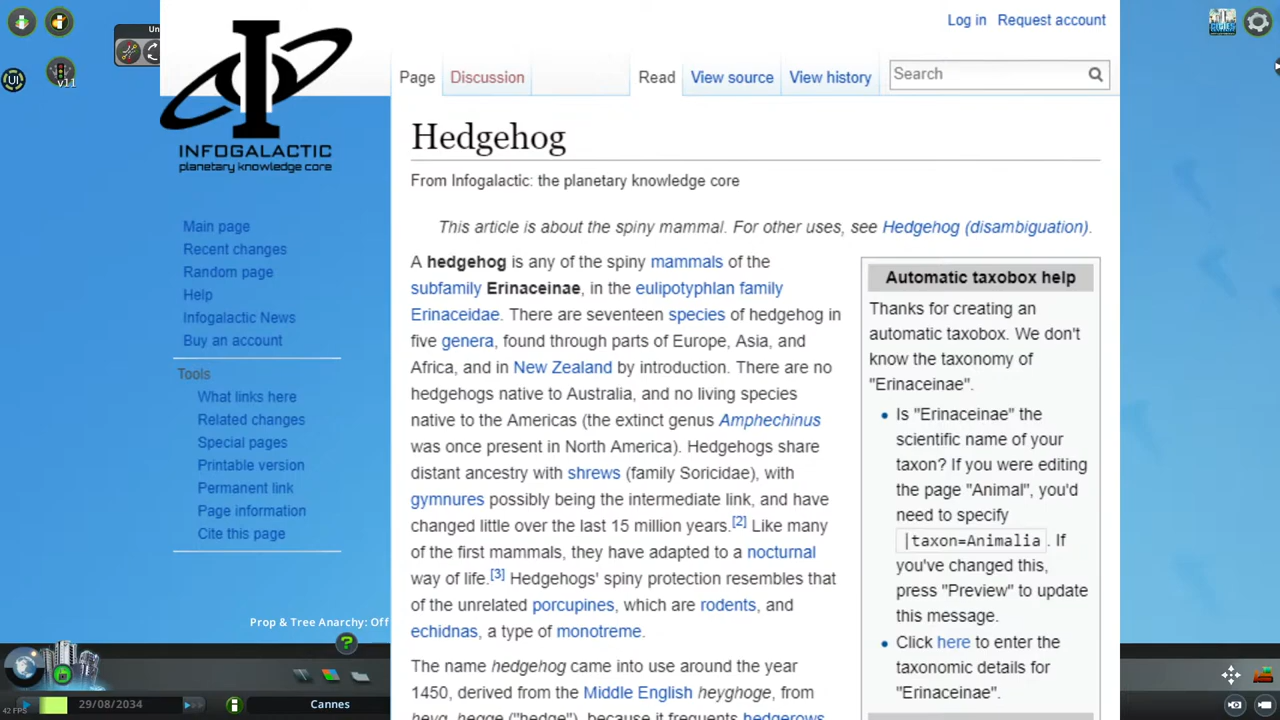 Un
v11
UI
INFOGALACTIC
planetary knowledge core
Main page
Recent changes
Random page
Help
Infogalactic News
Buy an account
Tools
What links here
Related changes
Special pages
Printable version
Permanent link
Page information
Cite this page
Log in Request account
Page Discussion Read View source View history Search
Hedgehog
From Infogalactic: the planetary knowledge core
This article is about the spiny mammal. For other uses, see Hedgehog (disambiguation).
A hedgehog is any of the spiny mammals of the
subfamily Erinaceinae, in the eulipotyphlan family
Erinaceidae. There are seventeen species of hedgehog in
five genera, found through parts of Europe, Asia, and
Africa, and in New Zealand by introduction. There are no
hedgehogs native to Australia, and no living species
native to the Americas (the extinct genus Amphechinus
was once present in North America). Hedgehogs share
distant ancestry with shrews (family Soricidae), with
gymnures possibly being the intermediate link, and have
changed little over the last 15 million years.[2] Like many
of the first mammals, they have adapted to a nocturnal
way of life.[3] Hedgehogs' spiny protection resembles that
of the unrelated porcupines, which are rodents, and
echidnas, a type of monotreme.
The name hedgehog came into use around the year
1450, derived from the Middle English heyghoge, from
heyg, hegge ("hedge"), because it frequents hedgerows,
Automatic taxobox help
Thanks for creating an
automatic taxobox. We don't
know the taxonomy of
"Erinaceinae".
• Is "Erinaceinae" the
scientific name of your
taxon? If you were editing
the page "Animal", you'd
need to specify
|taxon=Animalia . If
you've changed this,
press "Preview" to update
this message.
• Click here to enter the
taxonomic details for
"Erinaceinae".
Prop & Tree Anarchy: Off
?
42 FPS
29/08/2034
Cannes